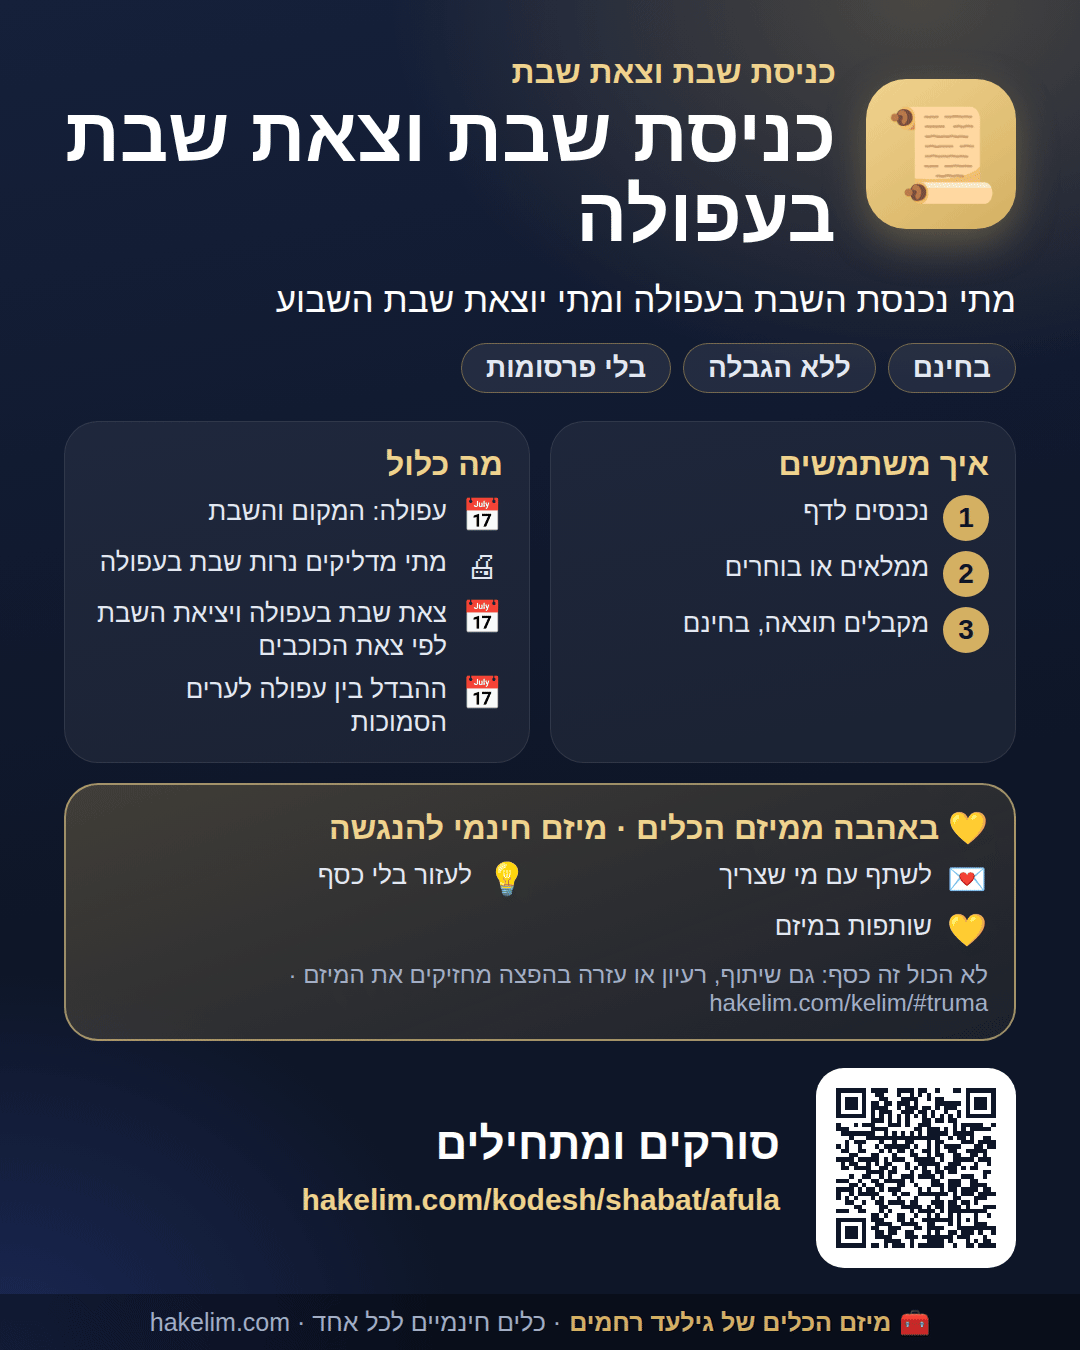 כניסת שבת וצאת שבת
כניסת שבת וצאת שבת
בעפולה
מתי נכנסת השבת בעפולה ומתי יוצאת שבת השבוע
בחינם
ללא הגבלה
בלי פרסומות
איך משתמשים
1 נכנסים לדף
2 ממלאים או בוחרים
3 מקבלים תוצאה, בחינם
מה כלול
עפולה: המקום והשבת
מתי מדליקים נרות שבת בעפולה
צאת שבת בעפולה ויציאת השבת
לפי צאת הכוכבים
ההבדל בין עפולה לערים
הסמוכות
באהבה ממיזם הכלים · מיזם חינמי להנגשה
לשתף עם מי שצריך
לעזור בלי כסף
שותפות במיזם
לא הכול זה כסף: גם שיתוף, רעיון או עזרה בהפצה מחזיקים את המיזם ·
hakelim.com/kelim/#truma
סורקים ומתחילים
hakelim.com/kodesh/shabat/afula
מיזם הכלים של גילעד רחמים · כלים חינמיים לכל אחד · hakelim.com